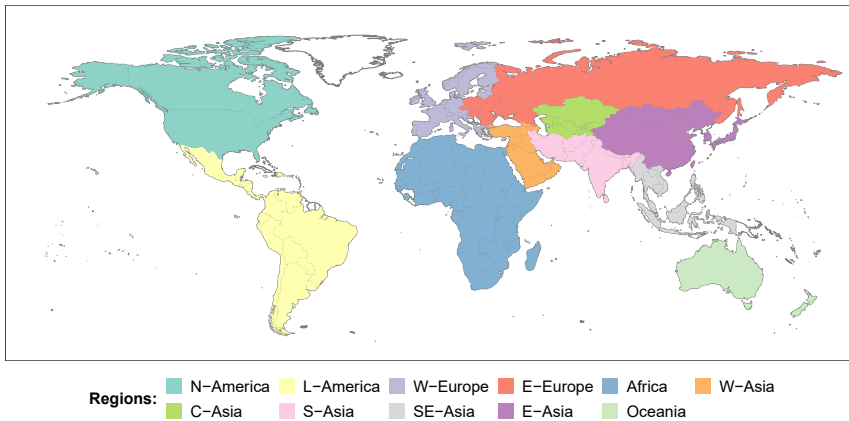 N−America L−America W−Europe E−Europe Africa W−Asia
Regions:
C−Asia S−Asia SE−Asia E−Asia Oceania